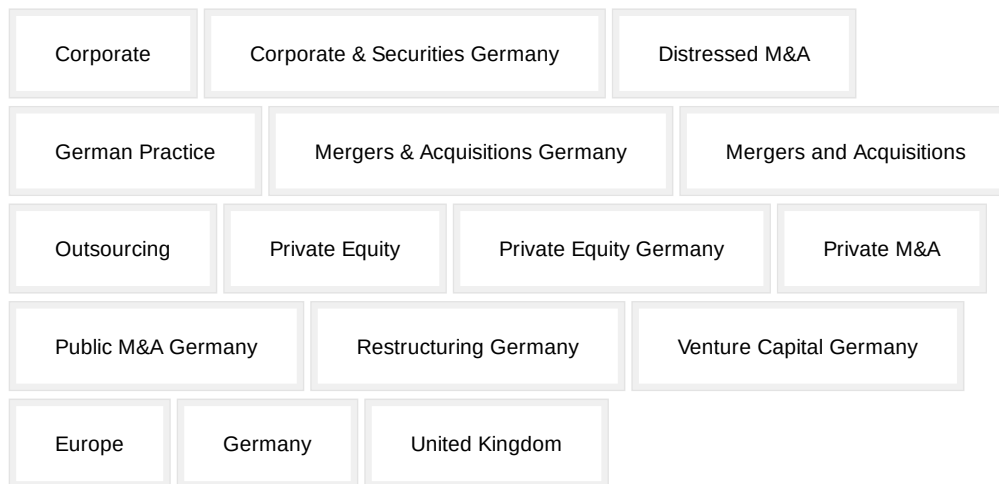 Corporate Corporate & Securities Germany Distressed M&A
German Practice Mergers & Acquisitions Germany Mergers and Acquisitions
Outsourcing Private Equity Private Equity Germany Private M&A
Public M&A Germany Restructuring Germany Venture Capital Germany
Europe Germany United Kingdom